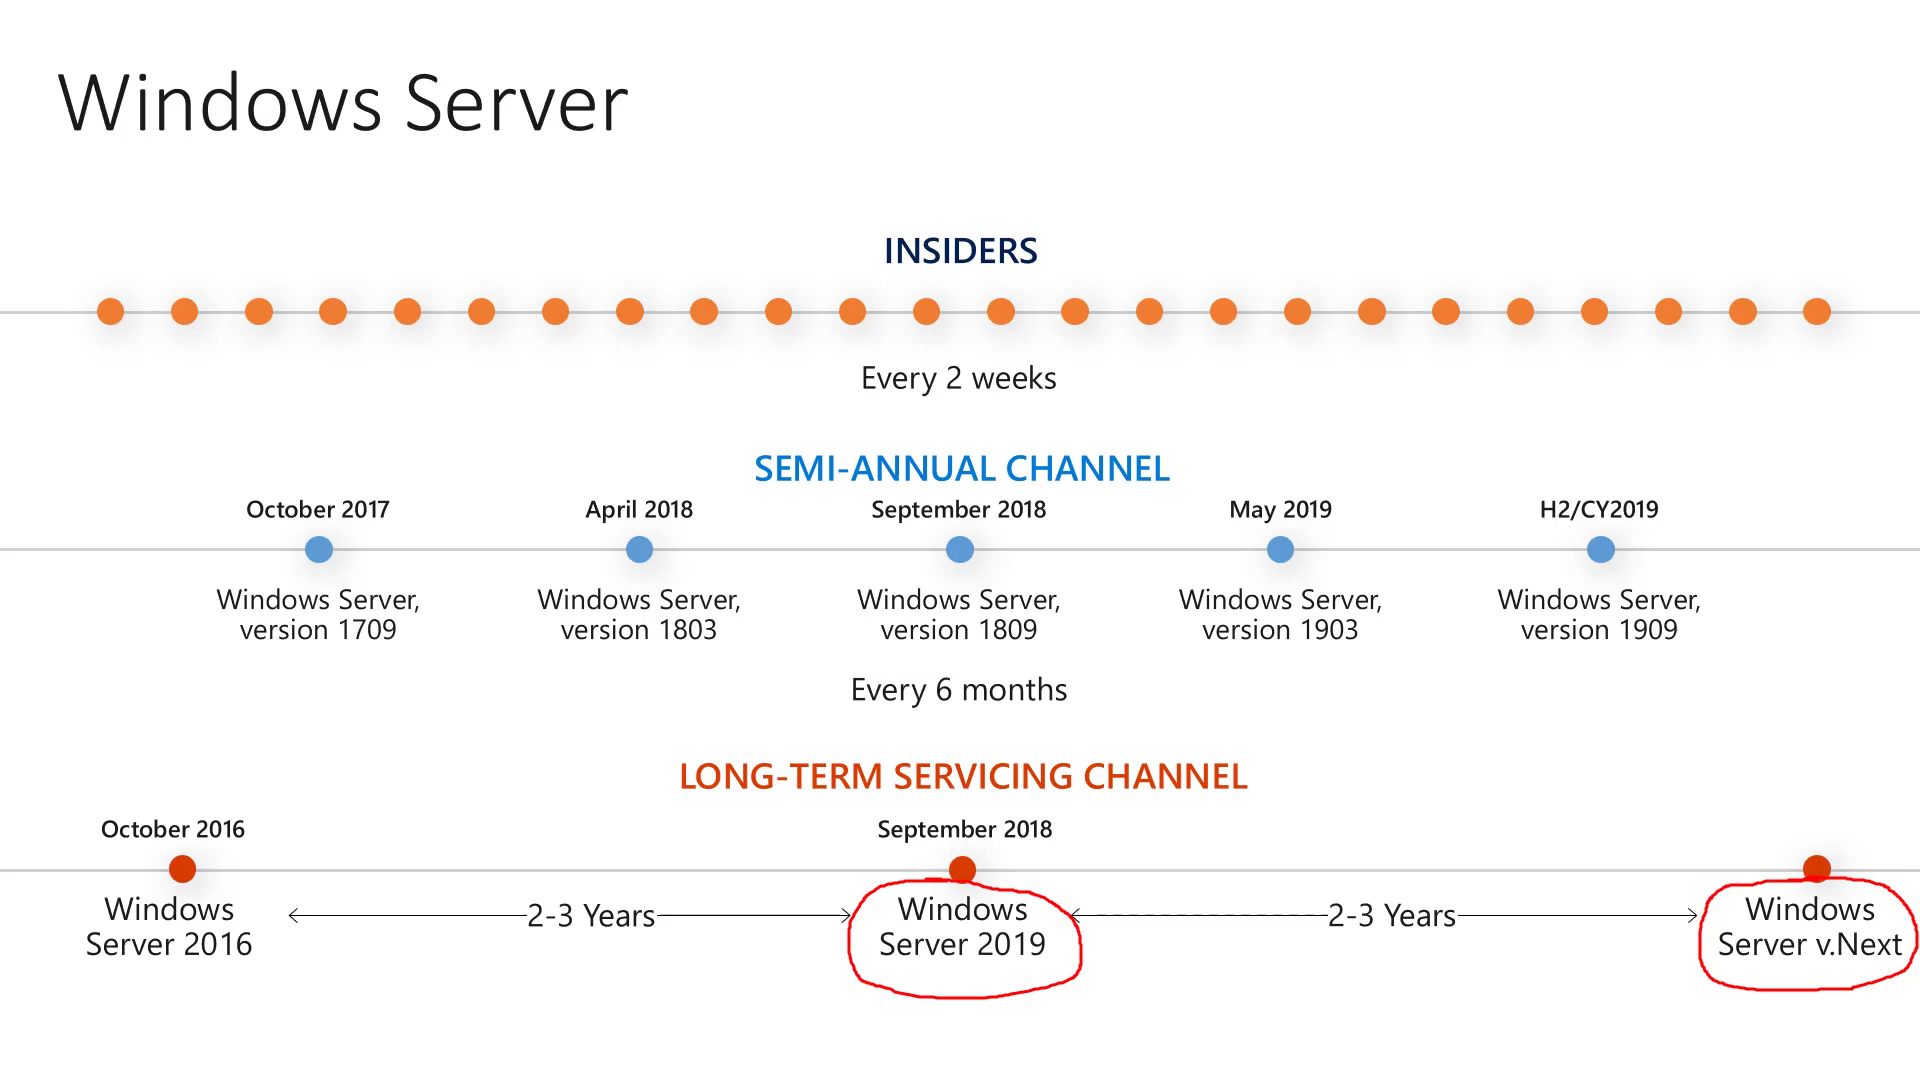 Windows Server
INSIDERS
Every 2 weeks
SEMI-ANNUAL CHANNEL
October 2017
April 2018
September 2018
May 2019
H2/CY2019
Windows Server,
version 1709
Windows Server,
version 1803
Windows Server,
version 1809
Windows Server,
version 1903
Windows Server,
version 1909
Every 6 months
LONG-TERM SERVICING CHANNEL
October 2016
September 2018
Windows
Server 2016
2-3 Years
Windows
Server 2019
2-3 Years
Windows
Server v.Next